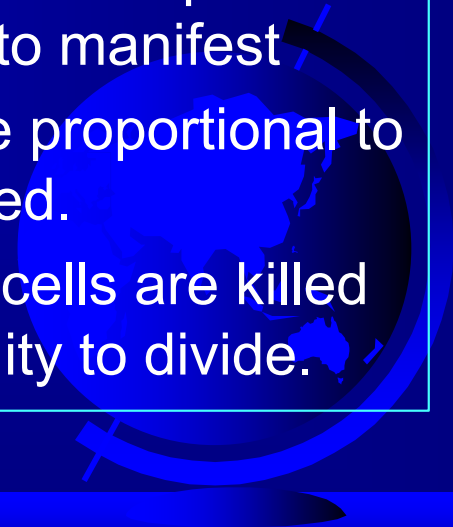 to manifest
proportional to
ed.
cells are killed
ity to divide.